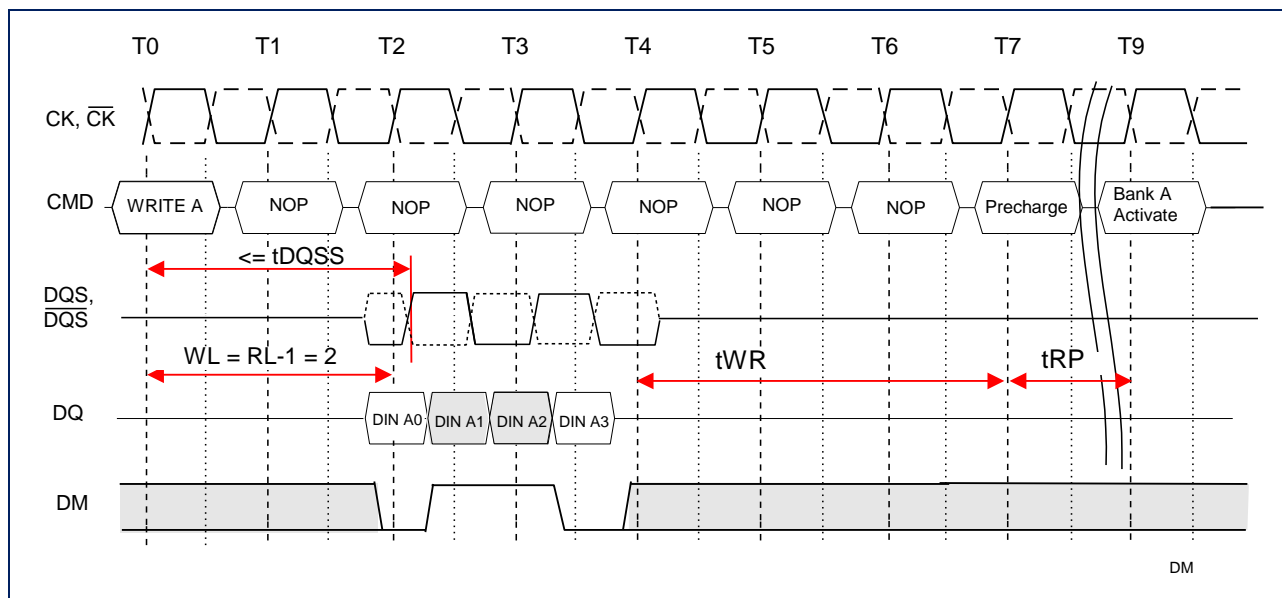 T0 T1 T2 T3 T4 T5 T6 T7 T9
CK, C̅K̅
CMD WRITE A NOP NOP NOP NOP NOP NOP Precharge Bank A
Activate
<= tDQSS
DQS,
D̅Q̅S̅
WL = RL-1 = 2 tWR tRP
DQ DIN A0 DIN A1 DIN A2 DIN A3
DM
DM